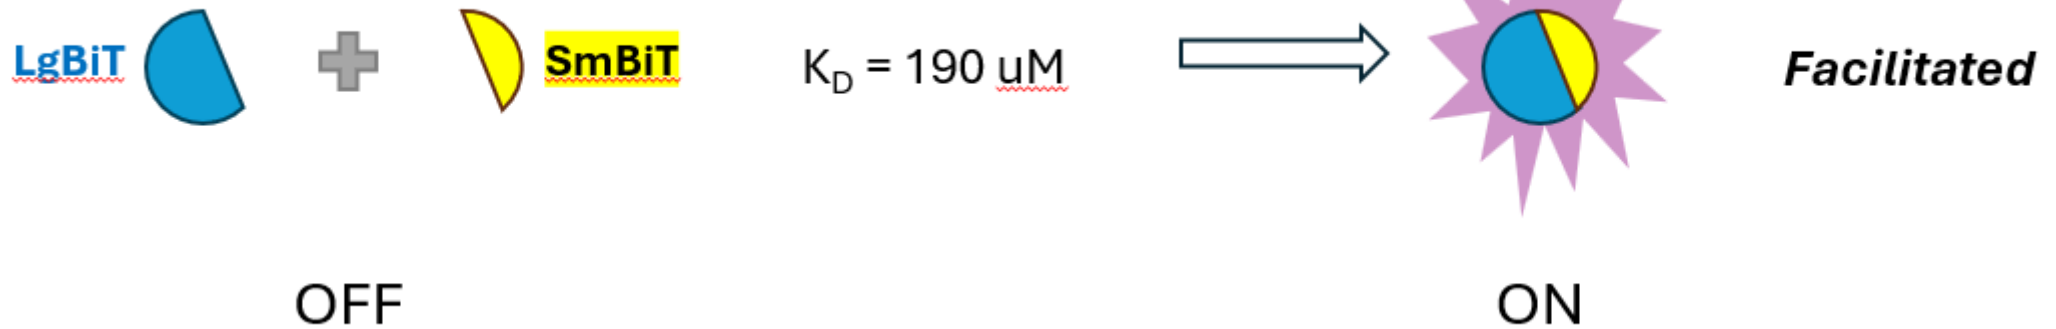 LgBiT SmBiT KD = 190 uM Facilitated
OFF ON